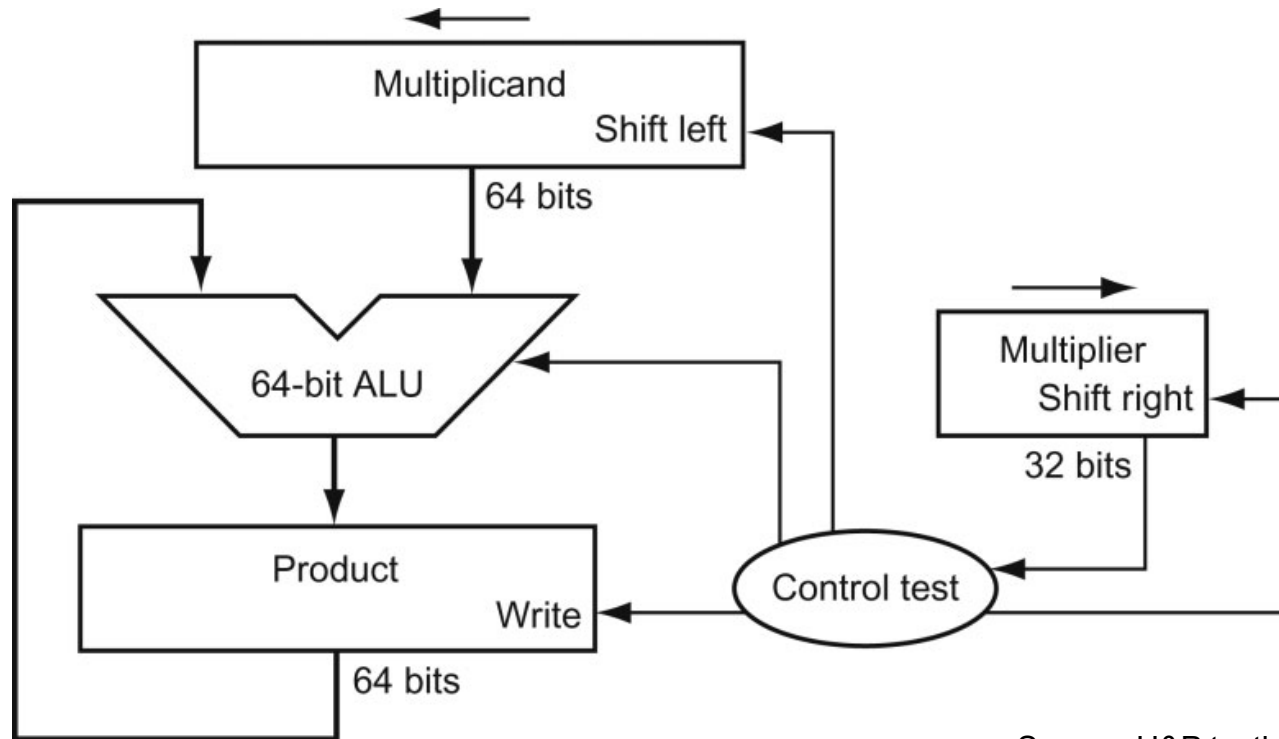 Multiplicand
Shift left
64 bits
64-bit ALU
Multiplier
Shift right
32 bits
Product
Write
Control test
64 bits